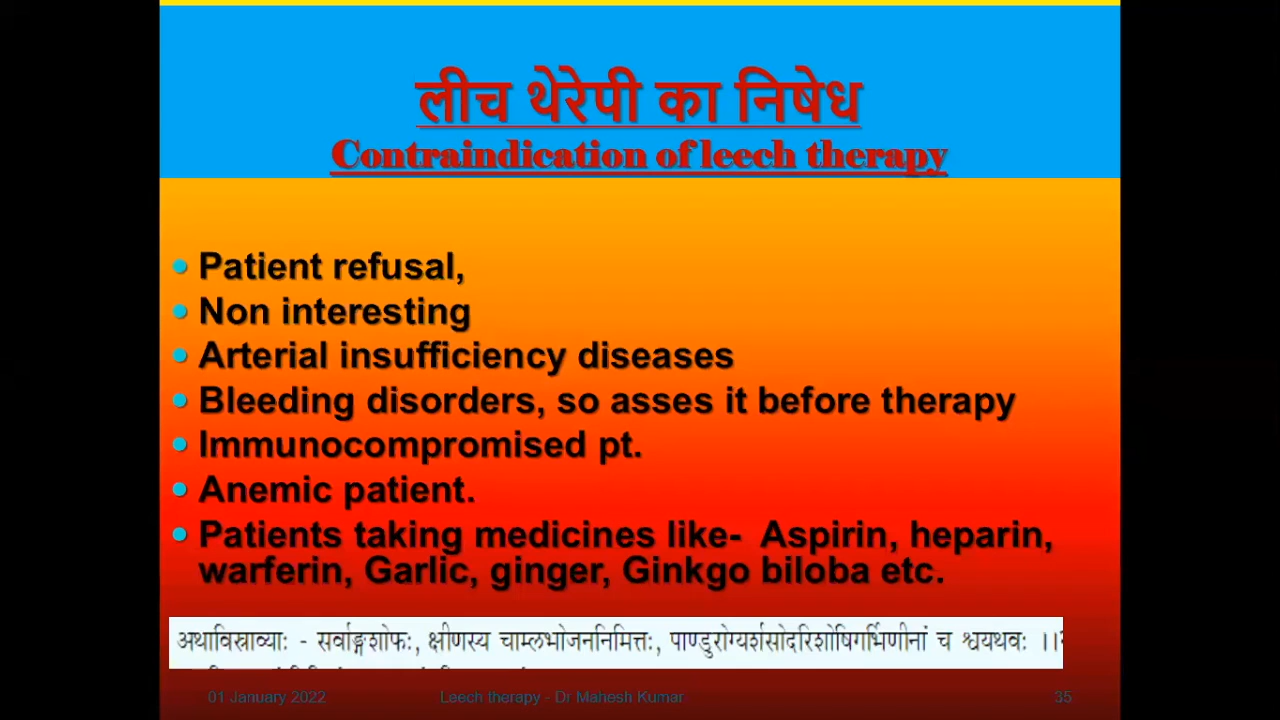 लीच थेरेपी का निषेध
Contraindication of leech therapy
Patient refusal,
Non interesting
Arterial insufficiency diseases
Bleeding disorders, so asses it before therapy
Immunocompromised pt.
Anemic patient.
Patients taking medicines like- Aspirin, heparin,
warferin, Garlic, ginger, Ginkgo biloba etc.
अथाविस्राव्याः - सर्वाङ्गशोफः, क्षीणस्य चाम्लभोजननिमित्तः, पाण्डुरोग्यर्शसोदरिशोषिगर्भिणीनां च श्वयथवः ।।
01 January 2022 Leech therapy - Dr Mahesh Kumar 35